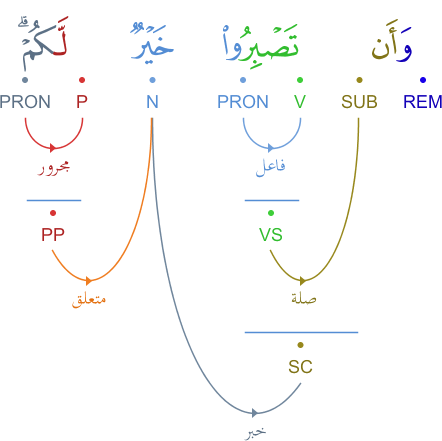 وَأَن تَصْبِرُوا۟ خَيْرٌۭ لَّكُمْ ۗ
REM SUB V PRON N P PRON
فاعل مجرور
VS PP
صلة متعلق
SC
خبر